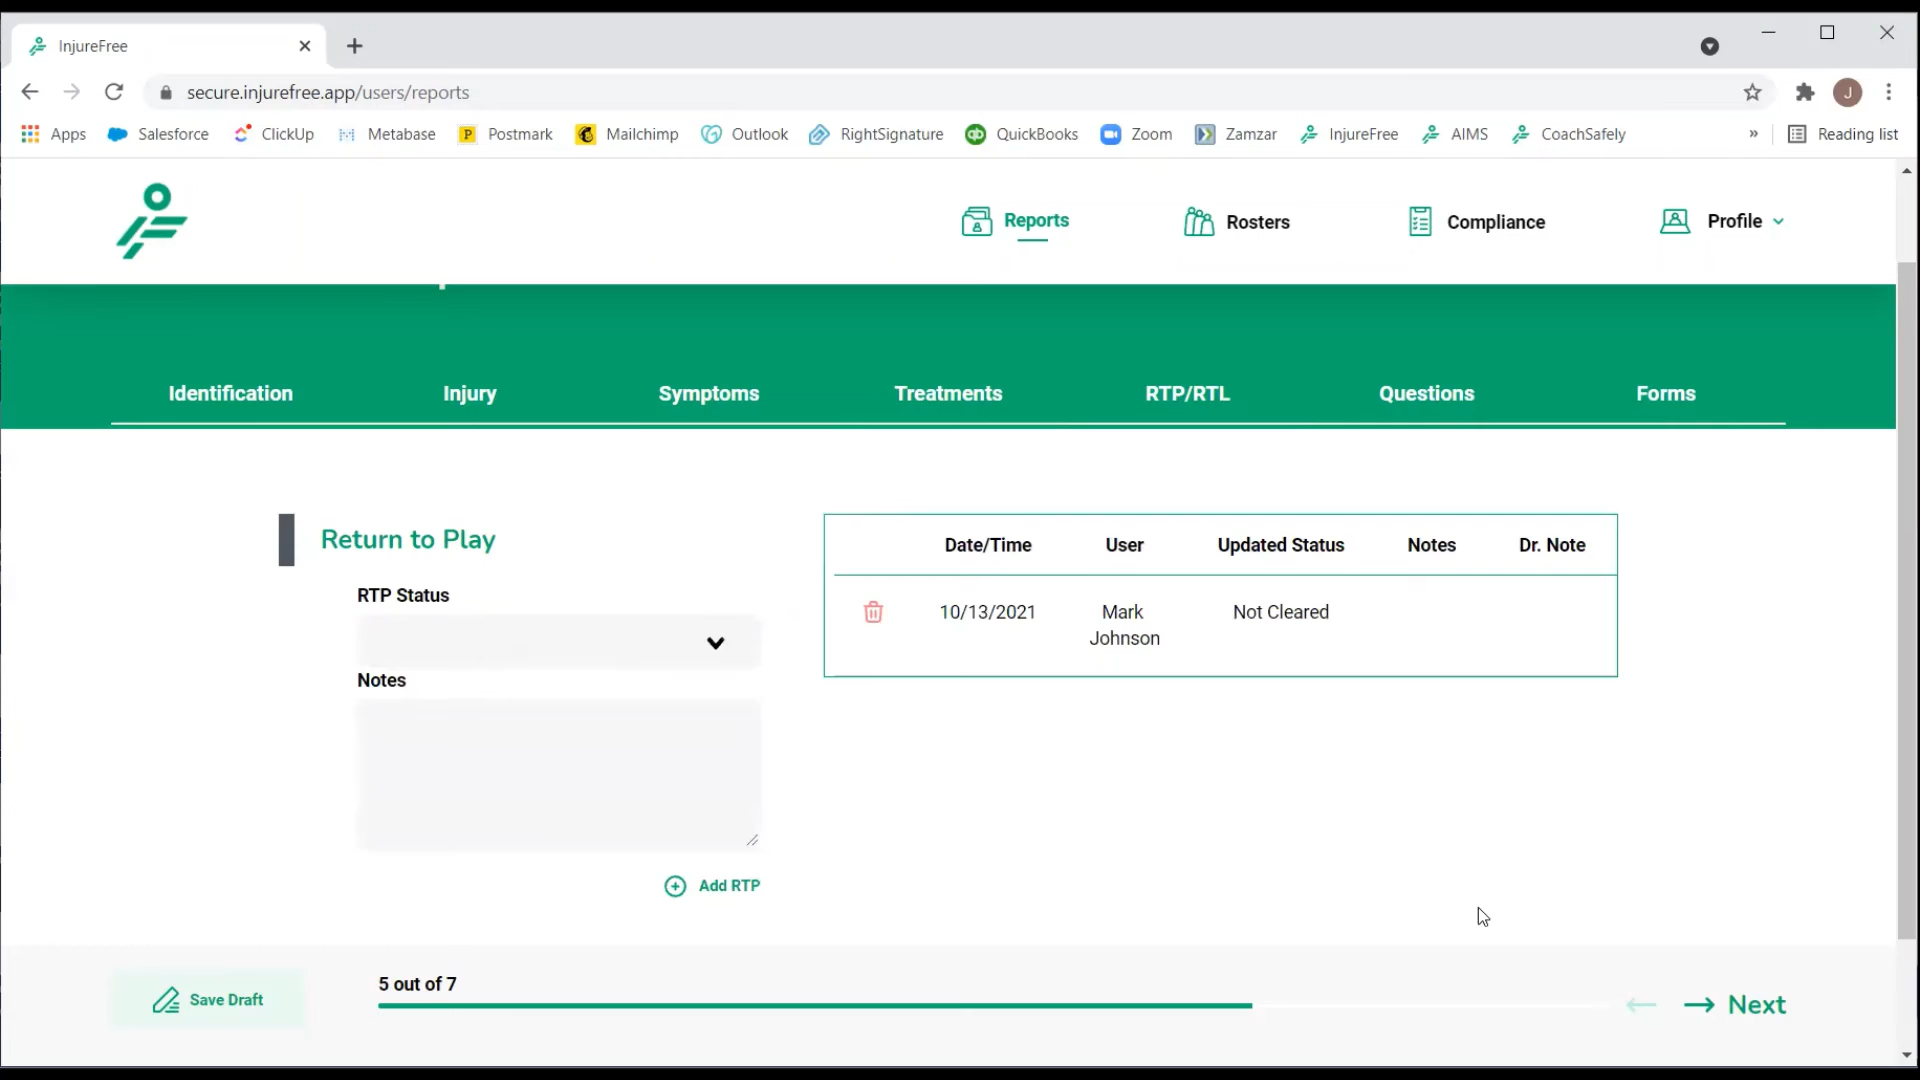 InjureFree
secure.injurefree.app/users/reports
J
Apps Salesforce ClickUp Metabase Postmark Mailchimp Outlook RightSignature QuickBooks Zoom Zamzar InjureFree AIMS CoachSafely » Reading list
Reports Rosters Compliance Profile
Identification Injury Symptoms Treatments RTP/RTL Questions Forms
Return to Play
RTP Status
Notes
Add RTP
Date/Time User Updated Status Notes Dr. Note
10/13/2021 Mark Johnson Not Cleared
Save Draft
5 out of 7
Next